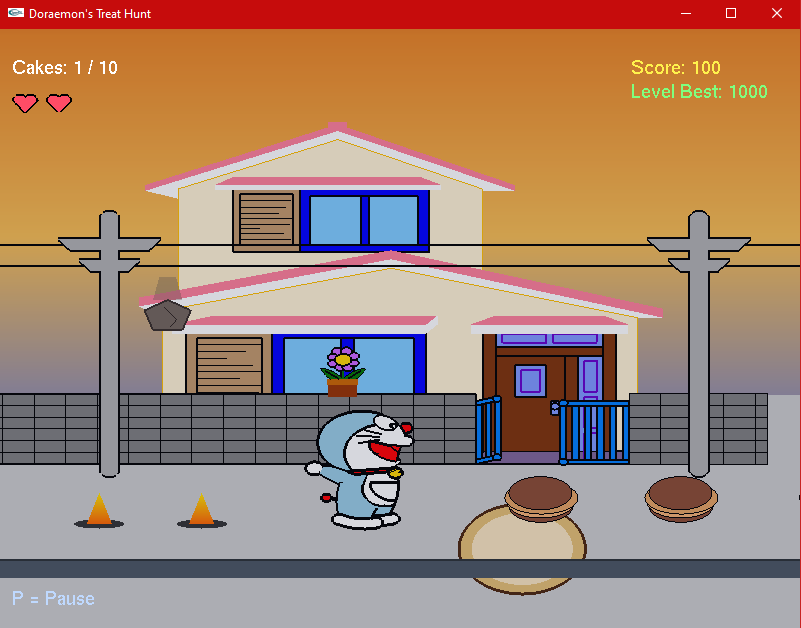 Doraemon's Treat Hunt
Cakes: 1 / 10
Score: 100
Level Best: 1000
P = Pause